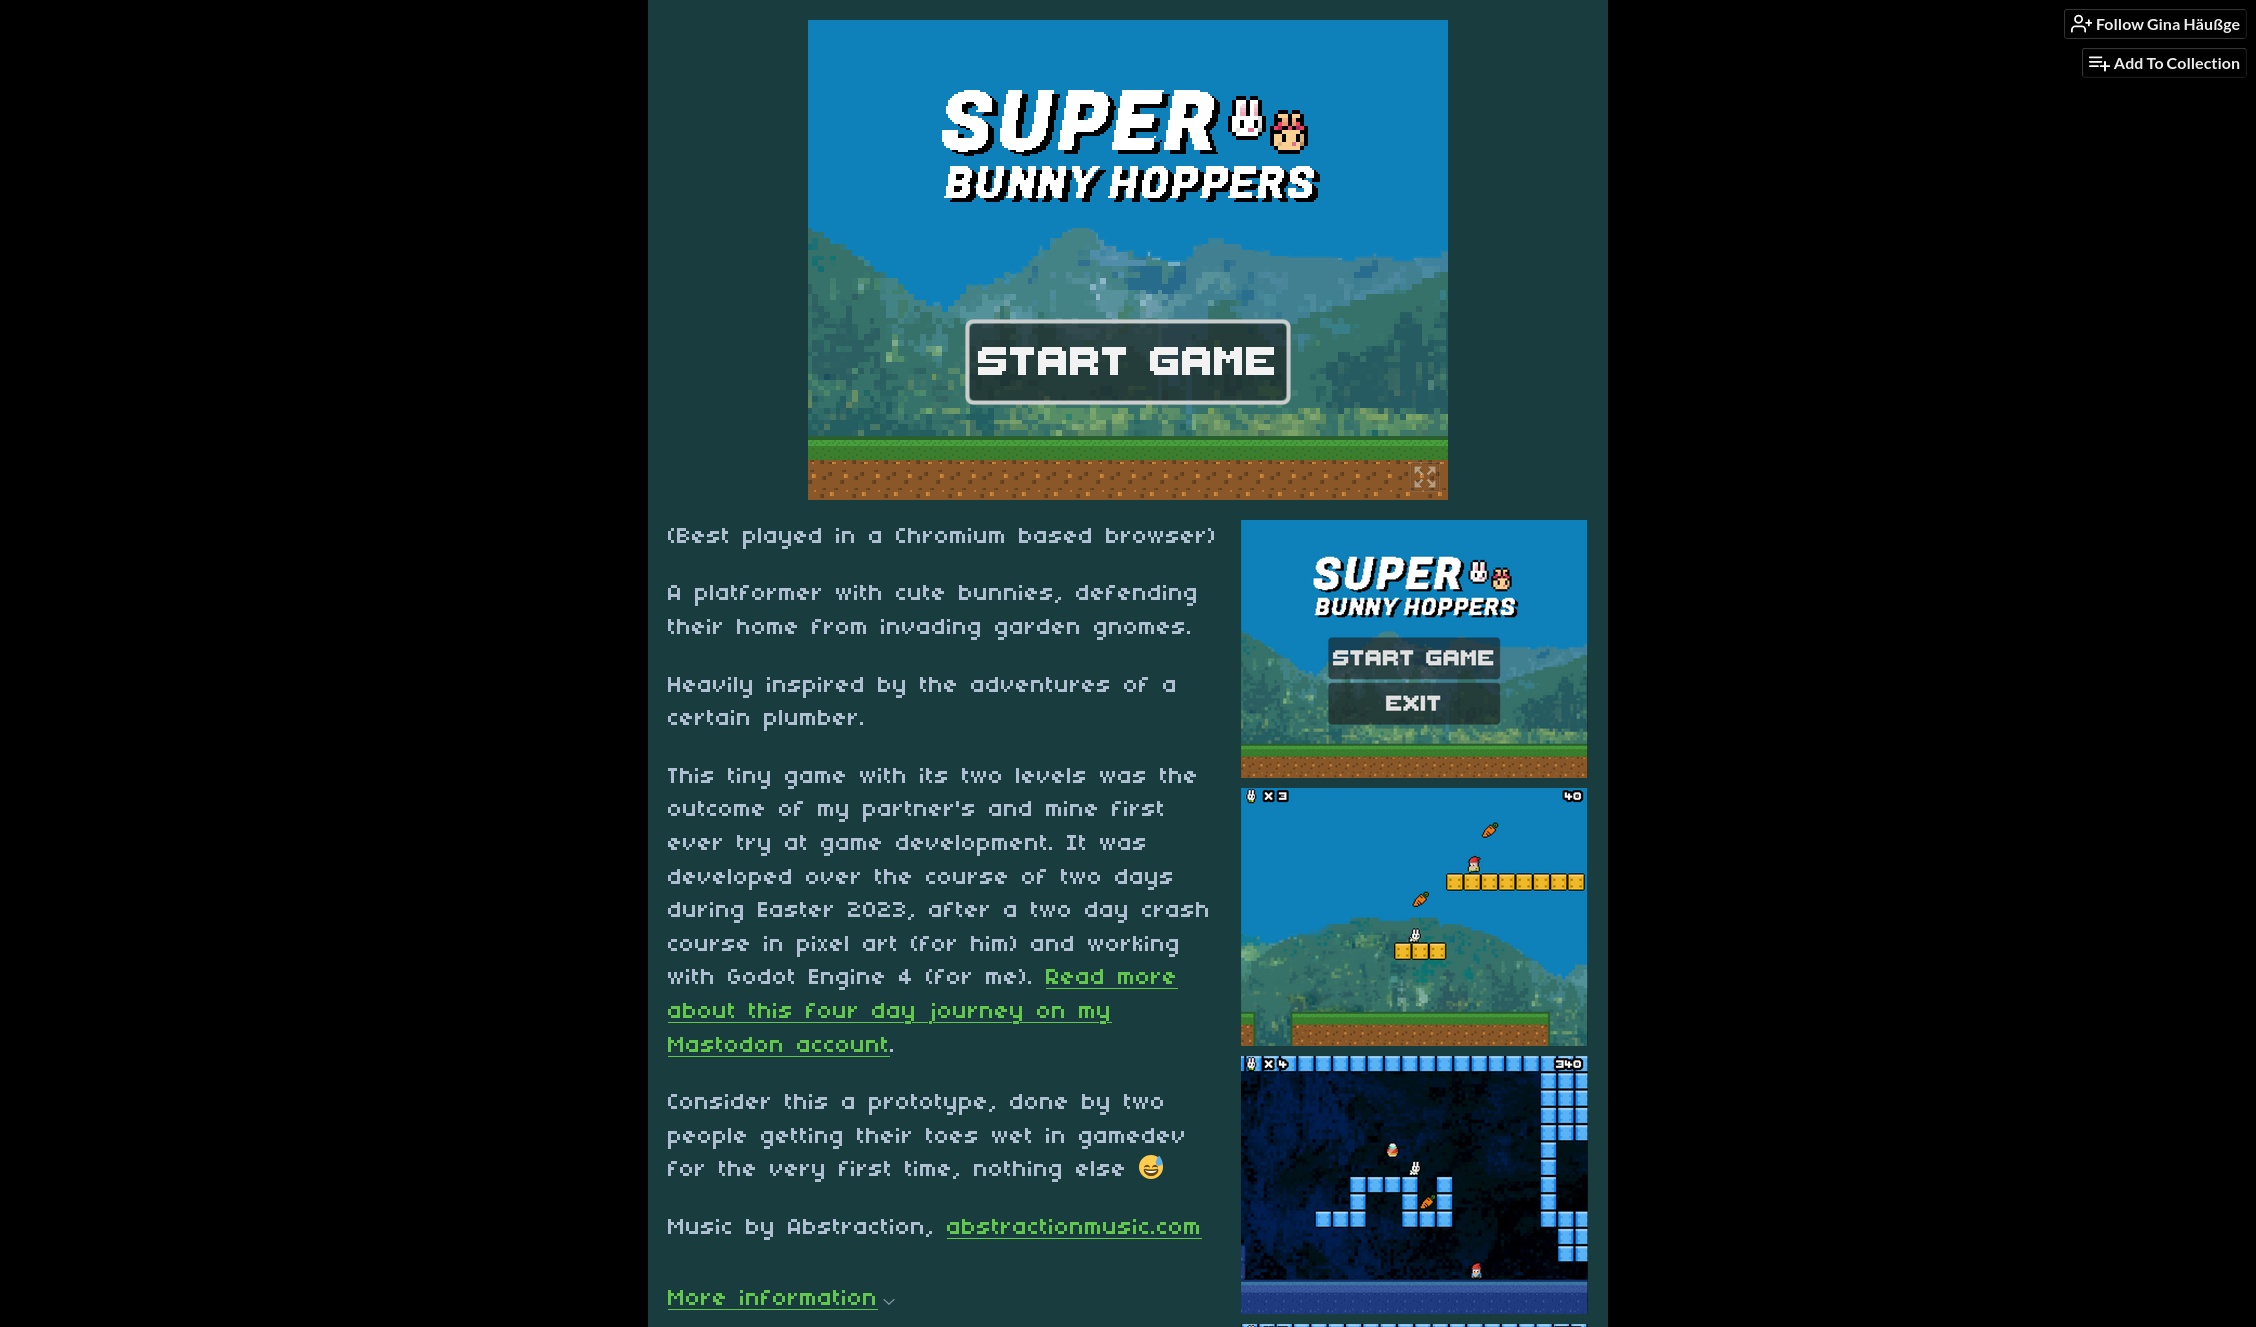 Follow Gina Häußge
Add To Collection
SUPER
BUNNY HOPPERS
START GAME
(Best played in a Chromium based browser)
A platformer with cute bunnies, defending
their home from invading garden gnomes.
Heavily inspired by the adventures of a
certain plumber.
This tiny game with its two levels was the
outcome of my partner's and mine first
ever try at game development. It was
developed over the course of two days
during Easter 2023, after a two day crash
course in pixel art (for him) and working
with Godot Engine 4 (for me). Read more
about this four day journey on my
Mastodon account.
Consider this a prototype, done by two
people getting their toes wet in gamedev
for the very first time, nothing else 😅
Music by Abstraction, abstractionmusic.com
More information
SUPER
BUNNY HOPPERS
START GAME
EXIT
X 3
40
X 4
340